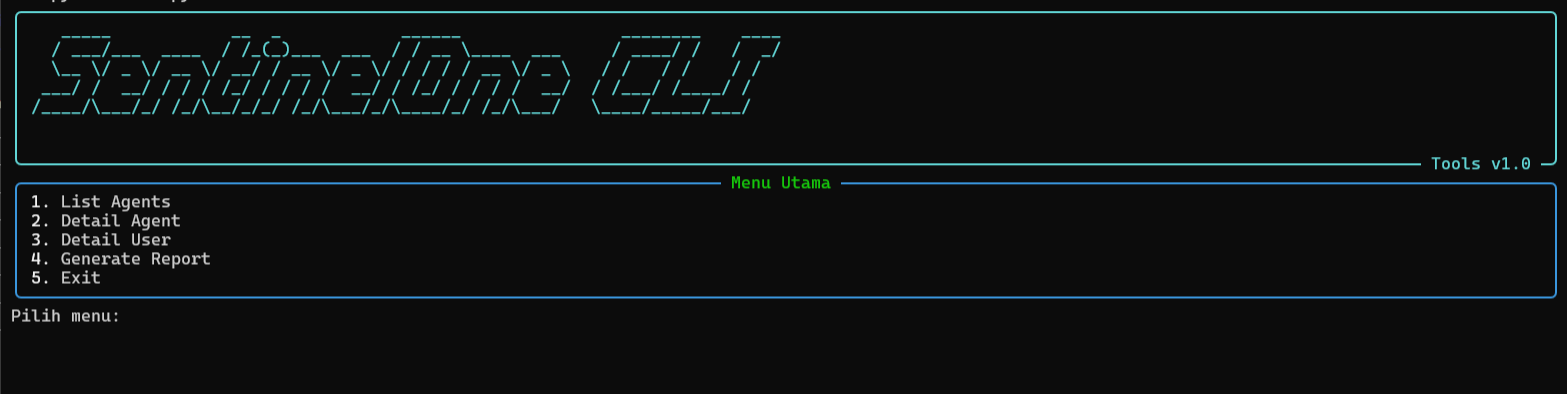 SentinelOne CLI
Tools v1.0
Menu Utama
1. List Agents
2. Detail Agent
3. Detail User
4. Generate Report
5. Exit
Pilih menu: